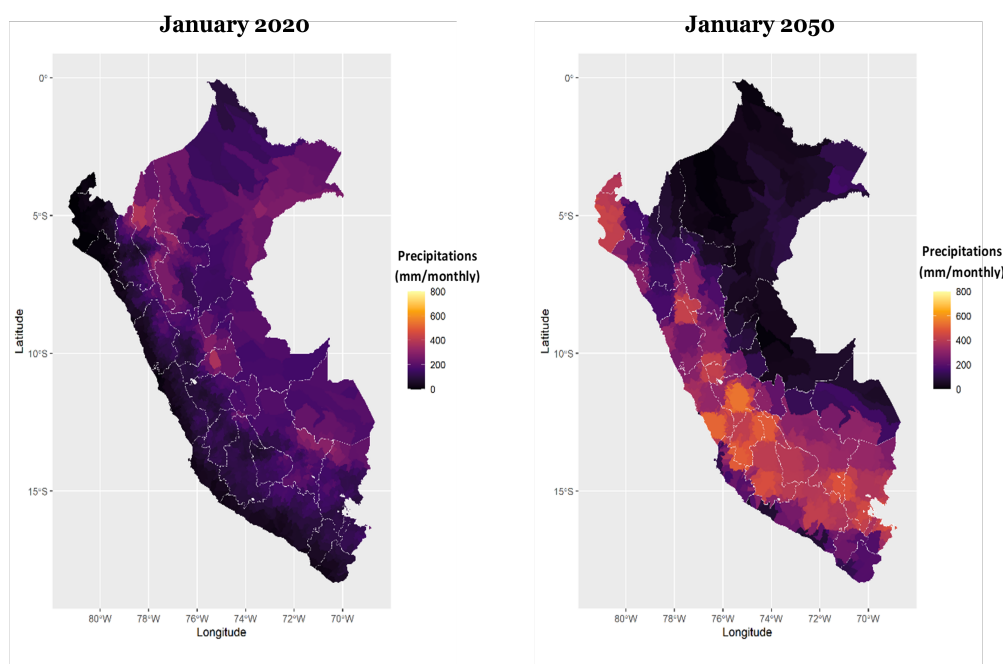 January 2020
January 2050
0°
5°S
10°S
15°S
Latitude
80°W 78°W 76°W 74°W 72°W 70°W
Longitude
Precipitations
(mm/monthly)
800
600
400
200
0
0°
5°S
10°S
15°S
Latitude
80°W 78°W 76°W 74°W 72°W 70°W
Longitude
Precipitations
(mm/monthly)
800
600
400
200
0